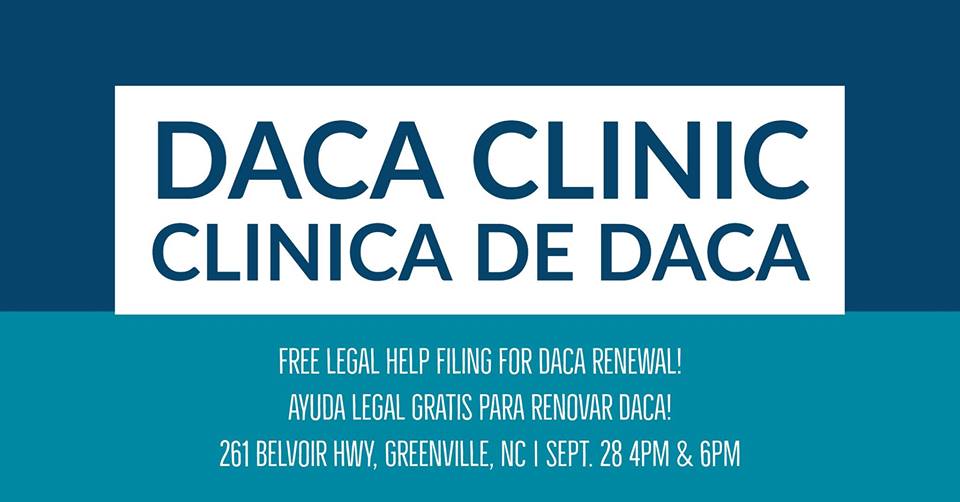 DACA CLINIC
CLINICA DE DACA
FREE LEGAL HELP FILING FOR DACA RENEWAL!
AYUDA LEGAL GRATIS PARA RENOVAR DACA!
261 BELVOIR HWY, GREENVILLE, NC | SEPT. 28 4PM & 6PM